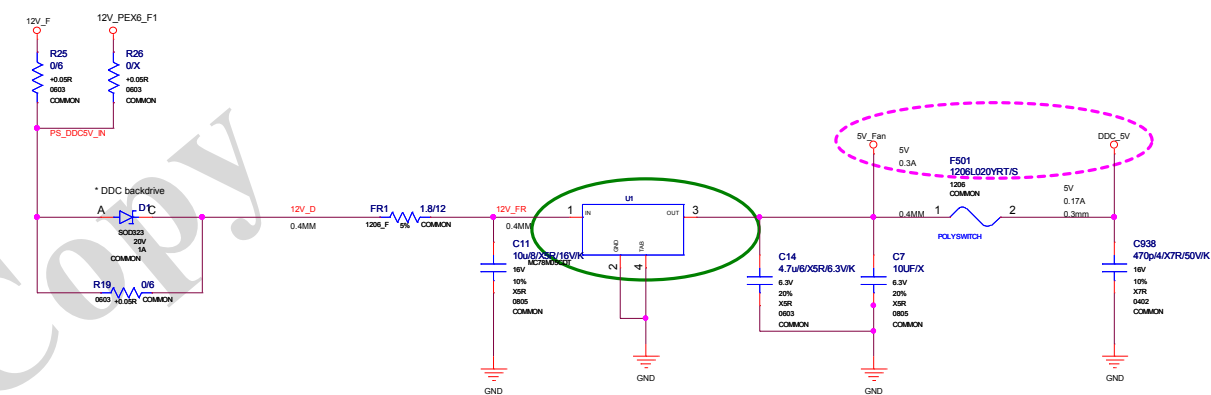 12V_F
12V_PEX6_F1
R25
0/6
+0.05R
0603
COMMON
R26
0/X
+0.05R
0603
COMMON
PS_DDC5V_IN
* DDC backdrive
A
D1
C
SOD323
20V
1A
COMMON
R19
0/6
0603
+0.05R
COMMON
12V_D
0.4MM
FR1
1.8/12
1206_F
5%
COMMON
12V_FR
0.4MM
C11
10u/8/X5R/16V/K
16V
10%
X5R
0805
COMMON
GND
U1
1
IN
OUT
3
GND
TAB
2
4
MC78M05CDT
GND
C14
4.7u/6/X5R/6.3V/K
6.3V
20%
X5R
0603
COMMON
C7
10UF/X
6.3V
20%
X5R
0805
COMMON
GND
5V_Fan
5V
0.3A
0.4MM
F501
1206L020YRT/S
1206
COMMON
1
2
POLYSWITCH
DDC_5V
5V
0.17A
0.3mm
C938
470p/4/X7R/50V/K
16V
10%
X7R
0402
COMMON
GND
Copy